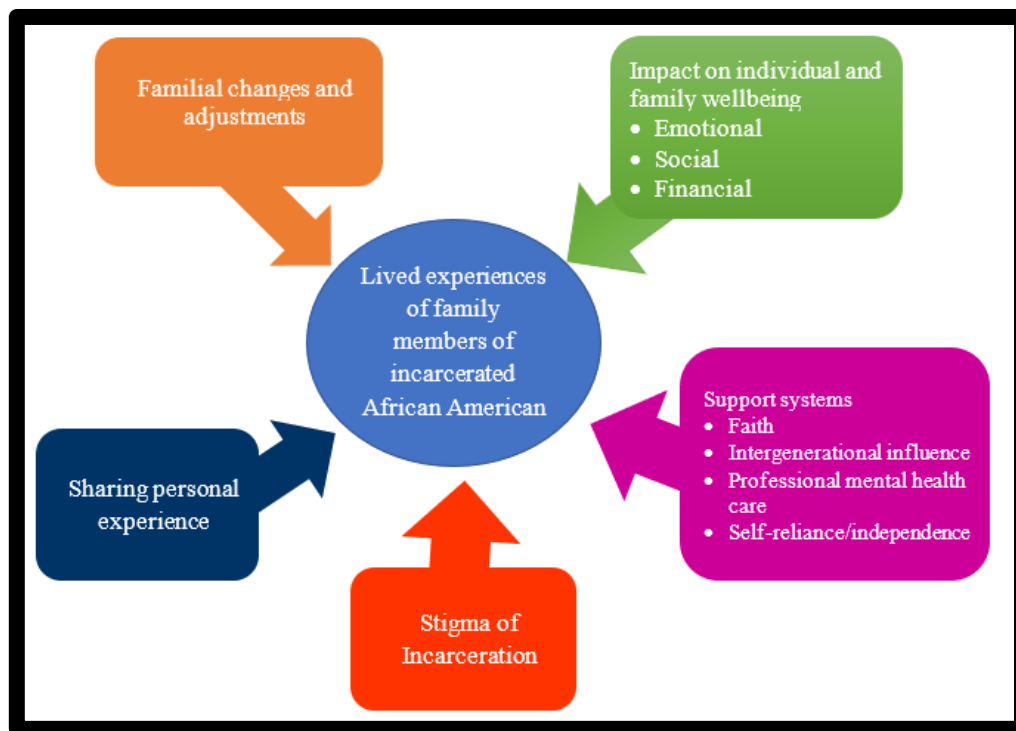 Familial changes and
adjustments
Impact on individual and
family wellbeing
• Emotional
• Social
• Financial
Lived experiences
of family
members of
incarcerated
African American
Support systems
• Faith
• Intergenerational influence
• Professional mental health
care
• Self-reliance/independence
Sharing personal
experience
Stigma of
Incarceration